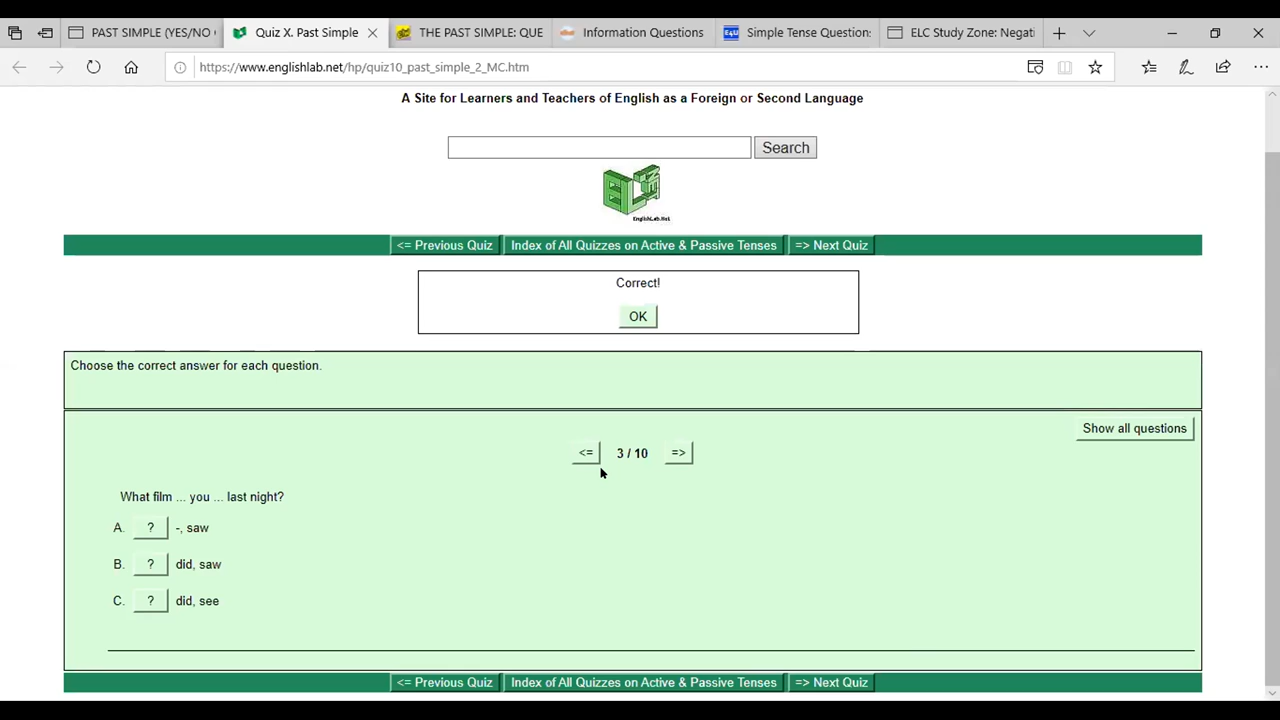 PAST SIMPLE (YES/NO
Quiz X. Past Simple
THE PAST SIMPLE: QUE
Information Questions
Simple Tense Question:
ELC Study Zone: Negati
https://www.englishlab.net/hp/quiz10_past_simple_2_MC.htm
A Site for Learners and Teachers of English as a Foreign or Second Language
Search
EnglishLab.Net
<= Previous Quiz
Index of All Quizzes on Active & Passive Tenses
=> Next Quiz
Correct!
OK
Choose the correct answer for each question.
Show all questions
<= 3 / 10 =>
What film ... you ... last night?
A. ? -, saw
B. ? did, saw
C. ? did, see
<= Previous Quiz
Index of All Quizzes on Active & Passive Tenses
=> Next Quiz